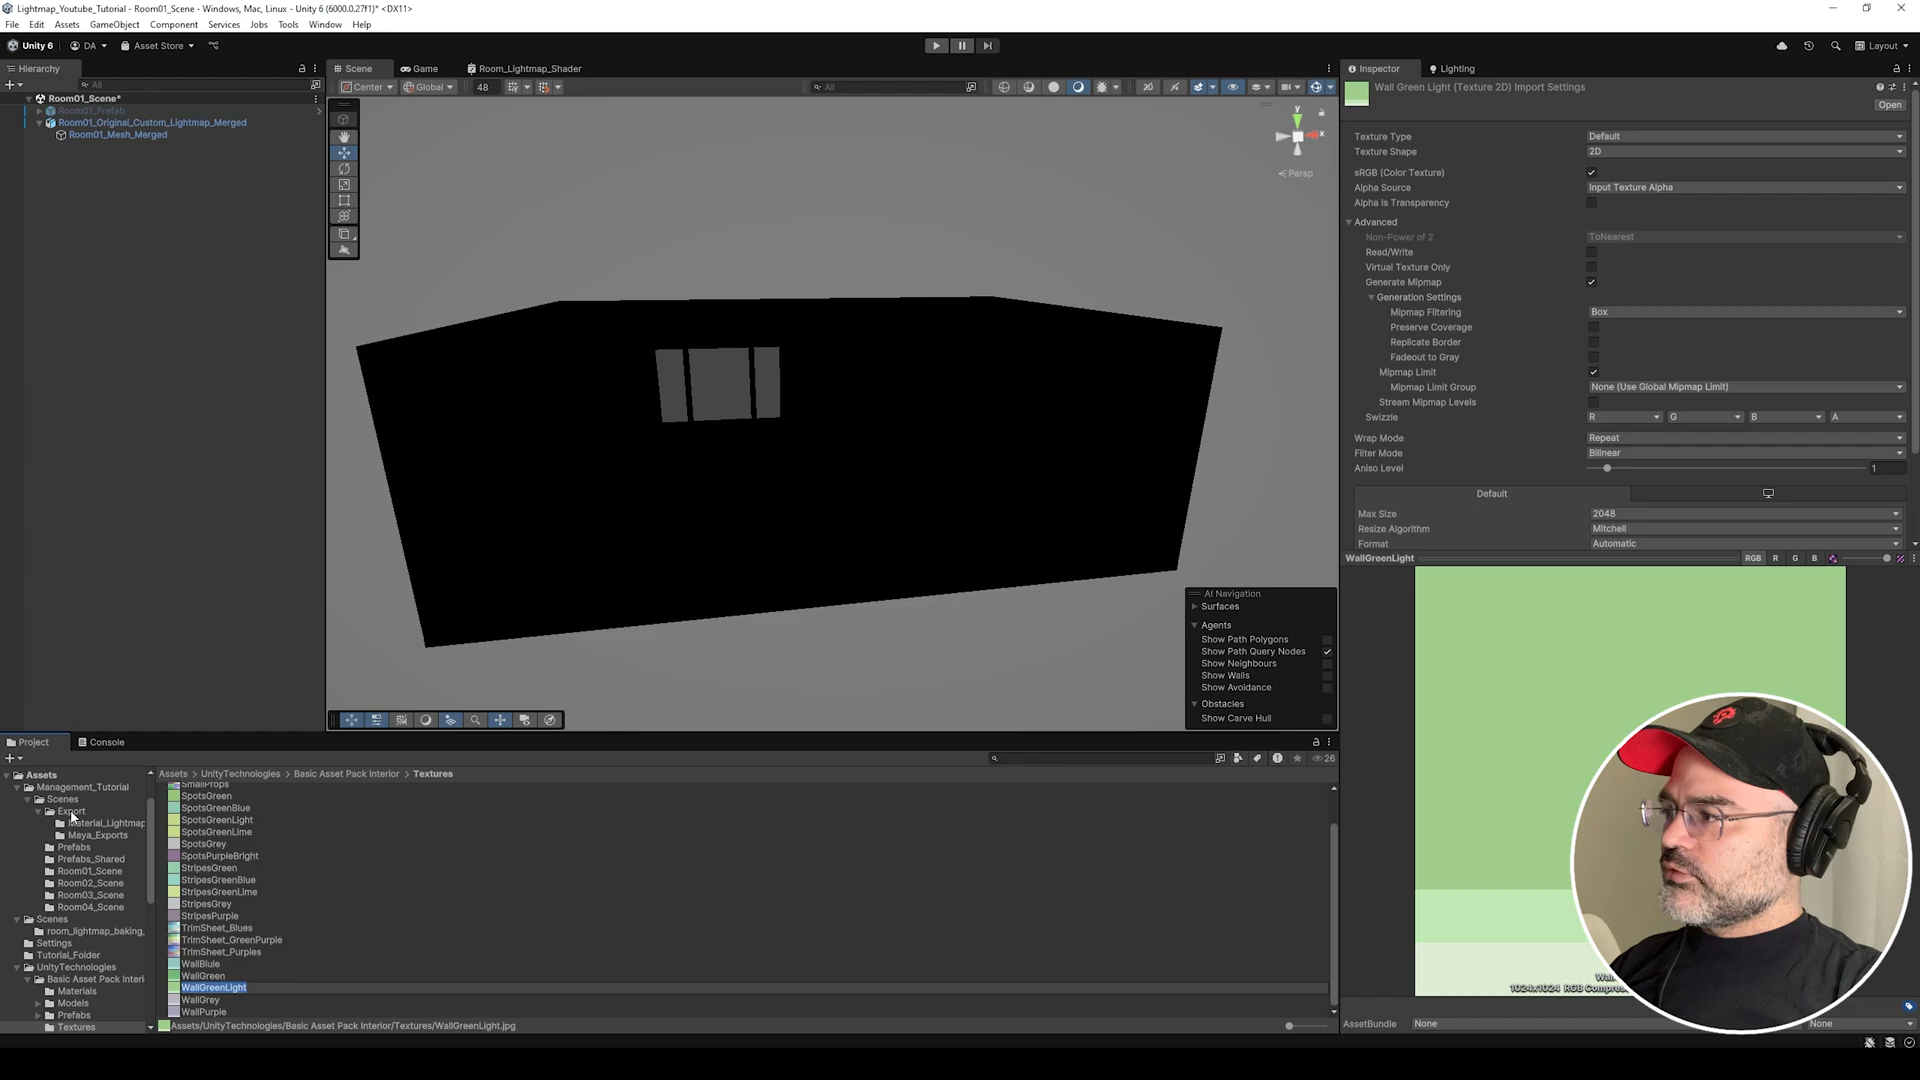 Lightmap_Youtube_Tutorial - Room01_Scene - Windows, Mac, Linux - Unity 6 (6000.0.27f1)* <DX11>
File Edit Assets GameObject Component Services Jobs Tools Window Help
Unity 6 DA Asset Store Layout
Hierarchy
All
Room01_Scene*
Room01_Prefab
Room01_Original_Custom_Lightmap_Merged
Room01_Mesh_Merged
Scene Game Room_Lightmap_Shader
Center Global 48 2D All
y
x
Persp
AI Navigation
Surfaces
Agents
Show Path Polygons
Show Path Query Nodes
Show Neighbours
Show Walls
Show Avoidance
Obstacles
Show Carve Hull
Inspector Lighting
Wall Green Light (Texture 2D) Import Settings
Open
Texture Type Default
Texture Shape 2D
sRGB (Color Texture)
Alpha Source Input Texture Alpha
Alpha Is Transparency
Advanced
Non-Power of 2 ToNearest
Read/Write
Virtual Texture Only
Generate Mipmap
Generation Settings
Mipmap Filtering Box
Preserve Coverage
Replicate Border
Fadeout to Gray
Mipmap Limit
Mipmap Limit Group None (Use Global Mipmap Limit)
Stream Mipmap Levels
Swizzle R G B A
Wrap Mode Repeat
Filter Mode Bilinear
Aniso Level 1
Default
Max Size 2048
Resize Algorithm Mitchell
Format Automatic
WallGreenLight RGB R G B
1024x1024 RGB Compre
AssetBundle None None
Project Console
26
Assets
Management_Tutorial
Scenes
Export
Material_Lightmap
Maya_Exports
Prefabs
Prefabs_Shared
Room01_Scene
Room02_Scene
Room03_Scene
Room04_Scene
Scenes
room_lightmap_baking_
Settings
Tutorial_Folder
UnityTechnologies
Basic Asset Pack Interi
Materials
Models
Prefabs
Textures
Assets > UnityTechnologies > Basic Asset Pack Interior > Textures
SmallProps
SpotsGreen
SpotsGreenBlue
SpotsGreenLight
SpotsGreenLime
SpotsGrey
SpotsPurpleBright
StripesGreen
StripesGreenBlue
StripesGreenLime
StripesGrey
StripesPurple
TrimSheet_Blues
TrimSheet_GreenPurple
TrimSheet_Purples
WallBlule
WallGreen
WallGreenLight
WallGrey
WallPurple
Assets/UnityTechnologies/Basic Asset Pack Interior/Textures/WallGreenLight.jpg